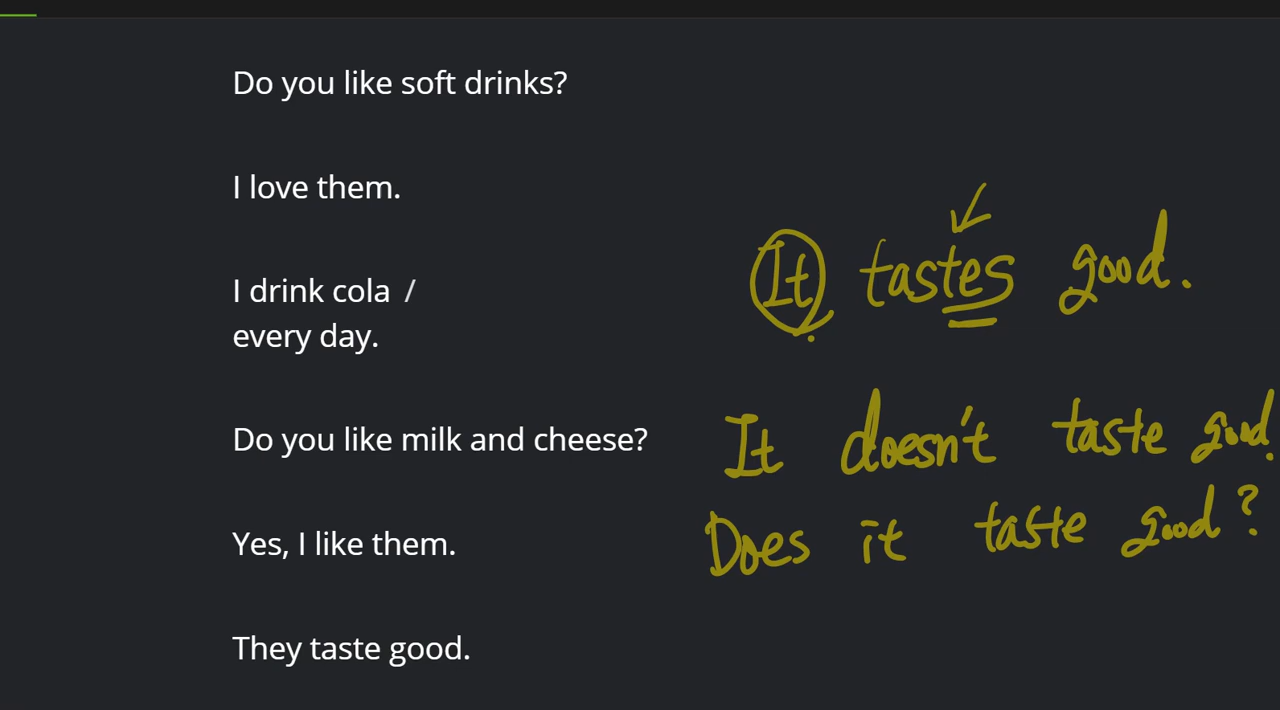 Do you like soft drinks?
I love them.
I drink cola /
every day.
Do you like milk and cheese?
Yes, I like them.
They taste good.
It tastes good.
It doesn't taste good.
Does it taste good?